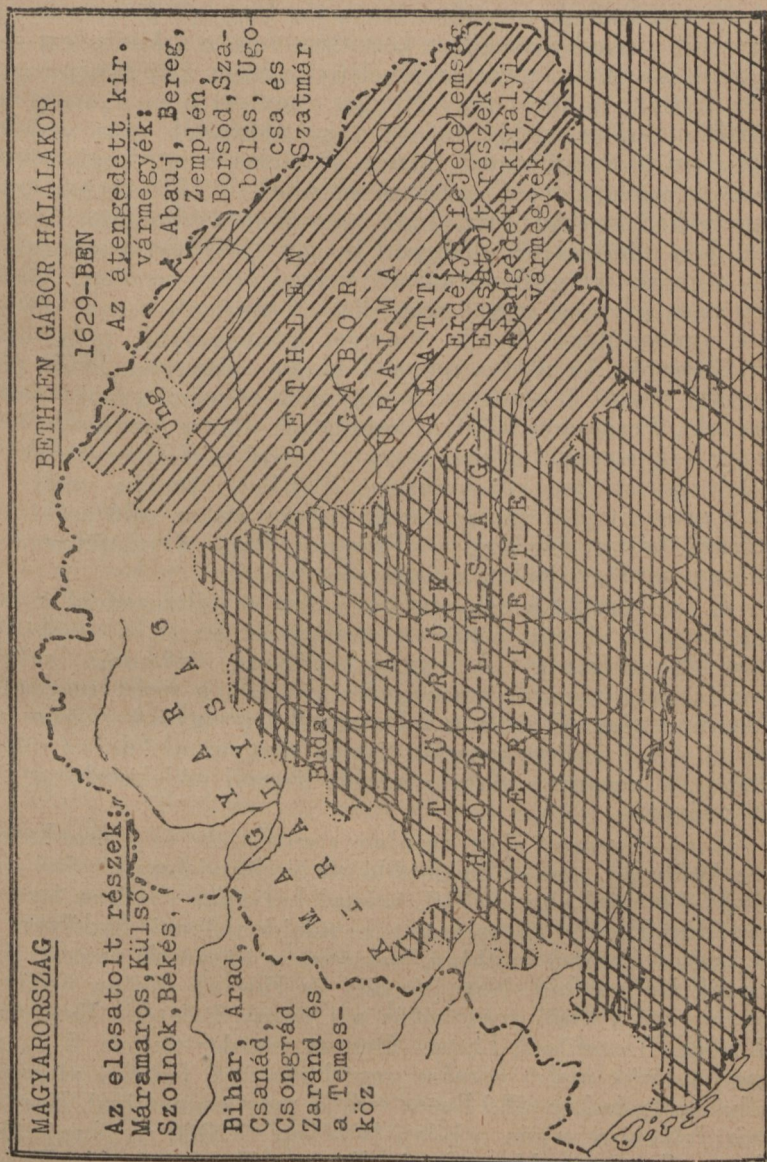 MAGYARORSZÁG
BETHLEN GÁBOR HALÁLAKOR
1629-BEN
Az elcsatolt részek:
Máramaros, Külső
Szolnok, Békés,
Bihar, Arad,
Csanád,
Csongrád
Zaránd és
a Temes-
köz
Az átengedett kir.
vármegyék:
Abauj, Bereg,
Zemplén,
Borsod, Sza-
bolcs, Ugo-
csa és
Szatmár
Ung
KIRÁLYI
MAGYARSÁG
Buda
BETHLEN
GÁBOR
URALMA
ALATT:
Erdélyi fejedelemség
Elcsatolt részek
Átengedett királyi
vármegyék /7/
A
TÖRÖK
HÓDOLTSÁG
TERÜLETE